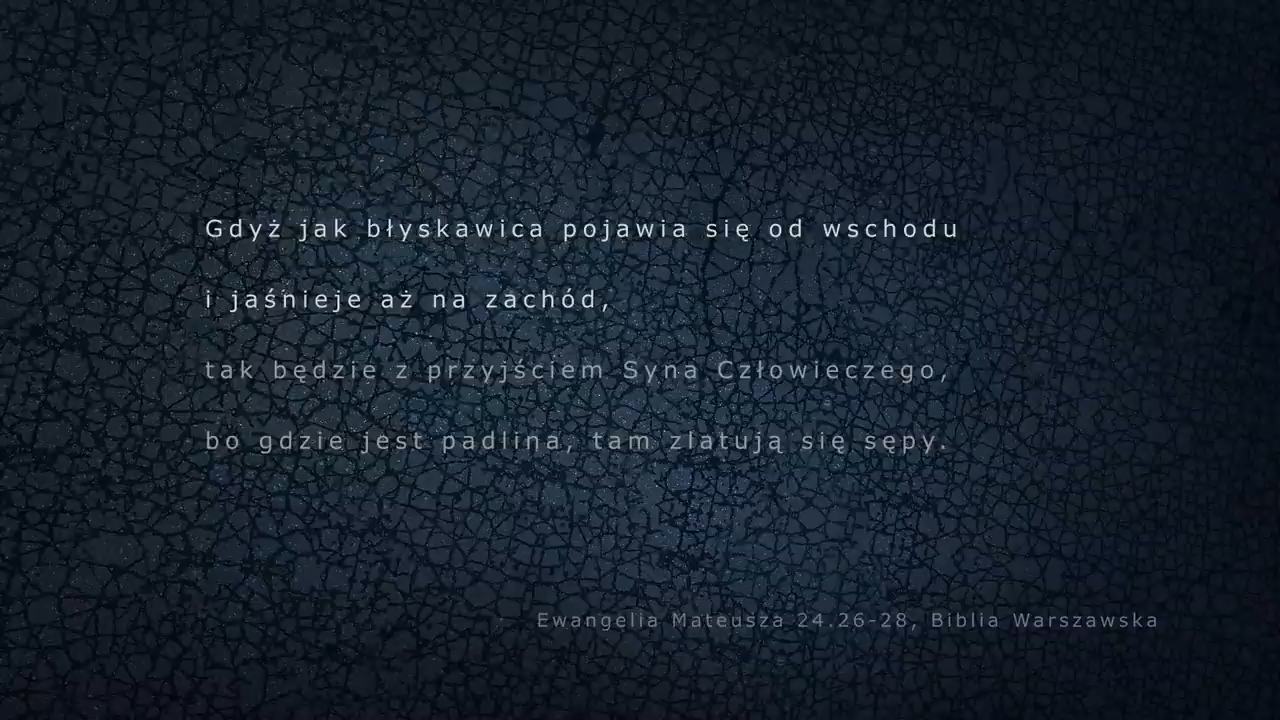 Gdyż jak błyskawica pojawia się od wschodu
i jaśnieje aż na zachód,
tak będzie z przyjściem Syna Człowieczego,
bo gdzie jest padlina, tam zlatują się sępy.
Ewangelia Mateusza 24.26-28, Biblia Warszawska